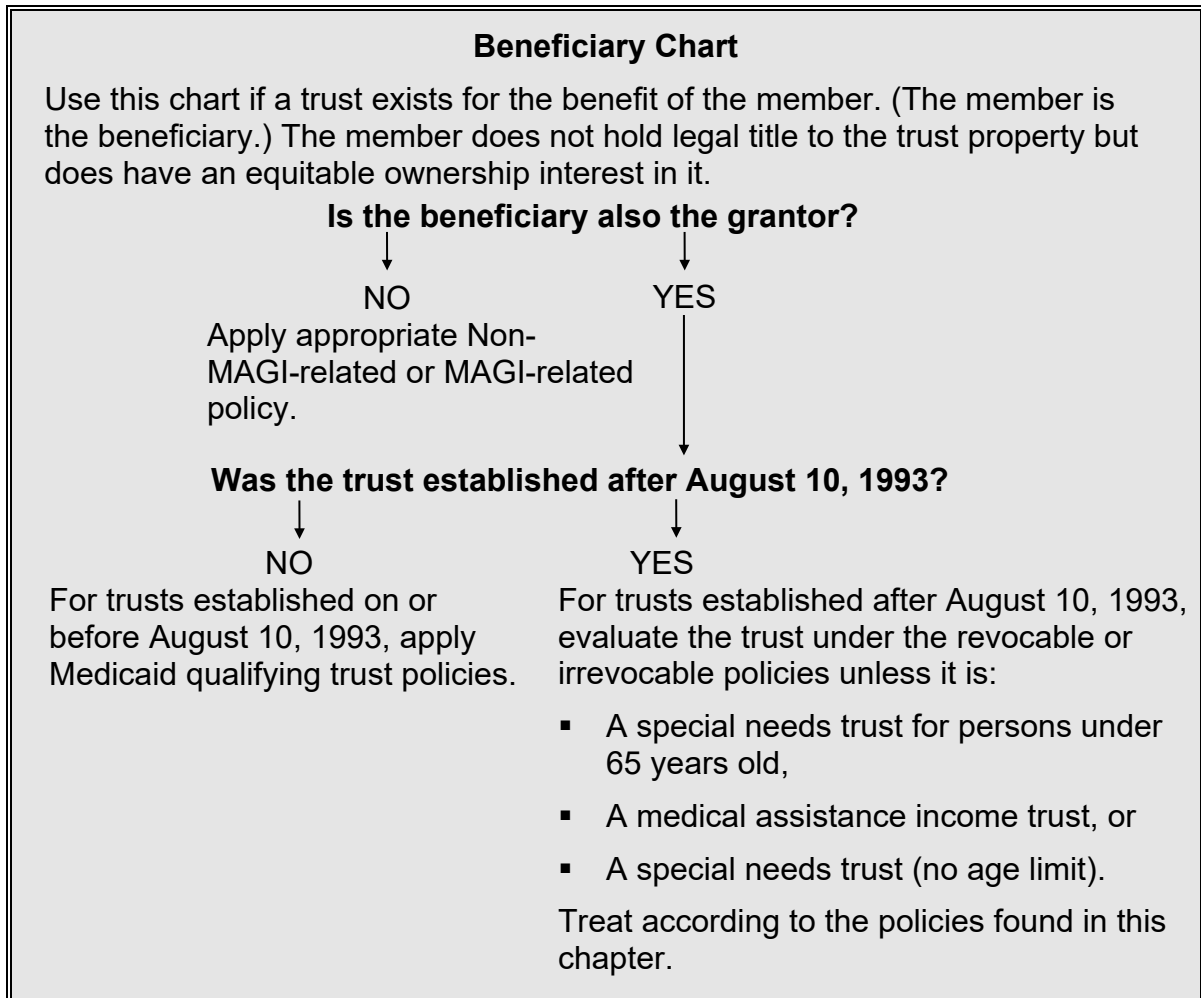 Beneficiary Chart
Use this chart if a trust exists for the benefit of the member. (The member is
the beneficiary.) The member does not hold legal title to the trust property but
does have an equitable ownership interest in it.
Is the beneficiary also the grantor?
NO
Apply appropriate Non-
MAGI-related or MAGI-related
policy.
YES
Was the trust established after August 10, 1993?
NO
For trusts established on or
before August 10, 1993, apply
Medicaid qualifying trust policies.
YES
For trusts established after August 10, 1993,
evaluate the trust under the revocable or
irrevocable policies unless it is:
▪ A special needs trust for persons under
65 years old,
▪ A medical assistance income trust, or
▪ A special needs trust (no age limit).
Treat according to the policies found in this
chapter.